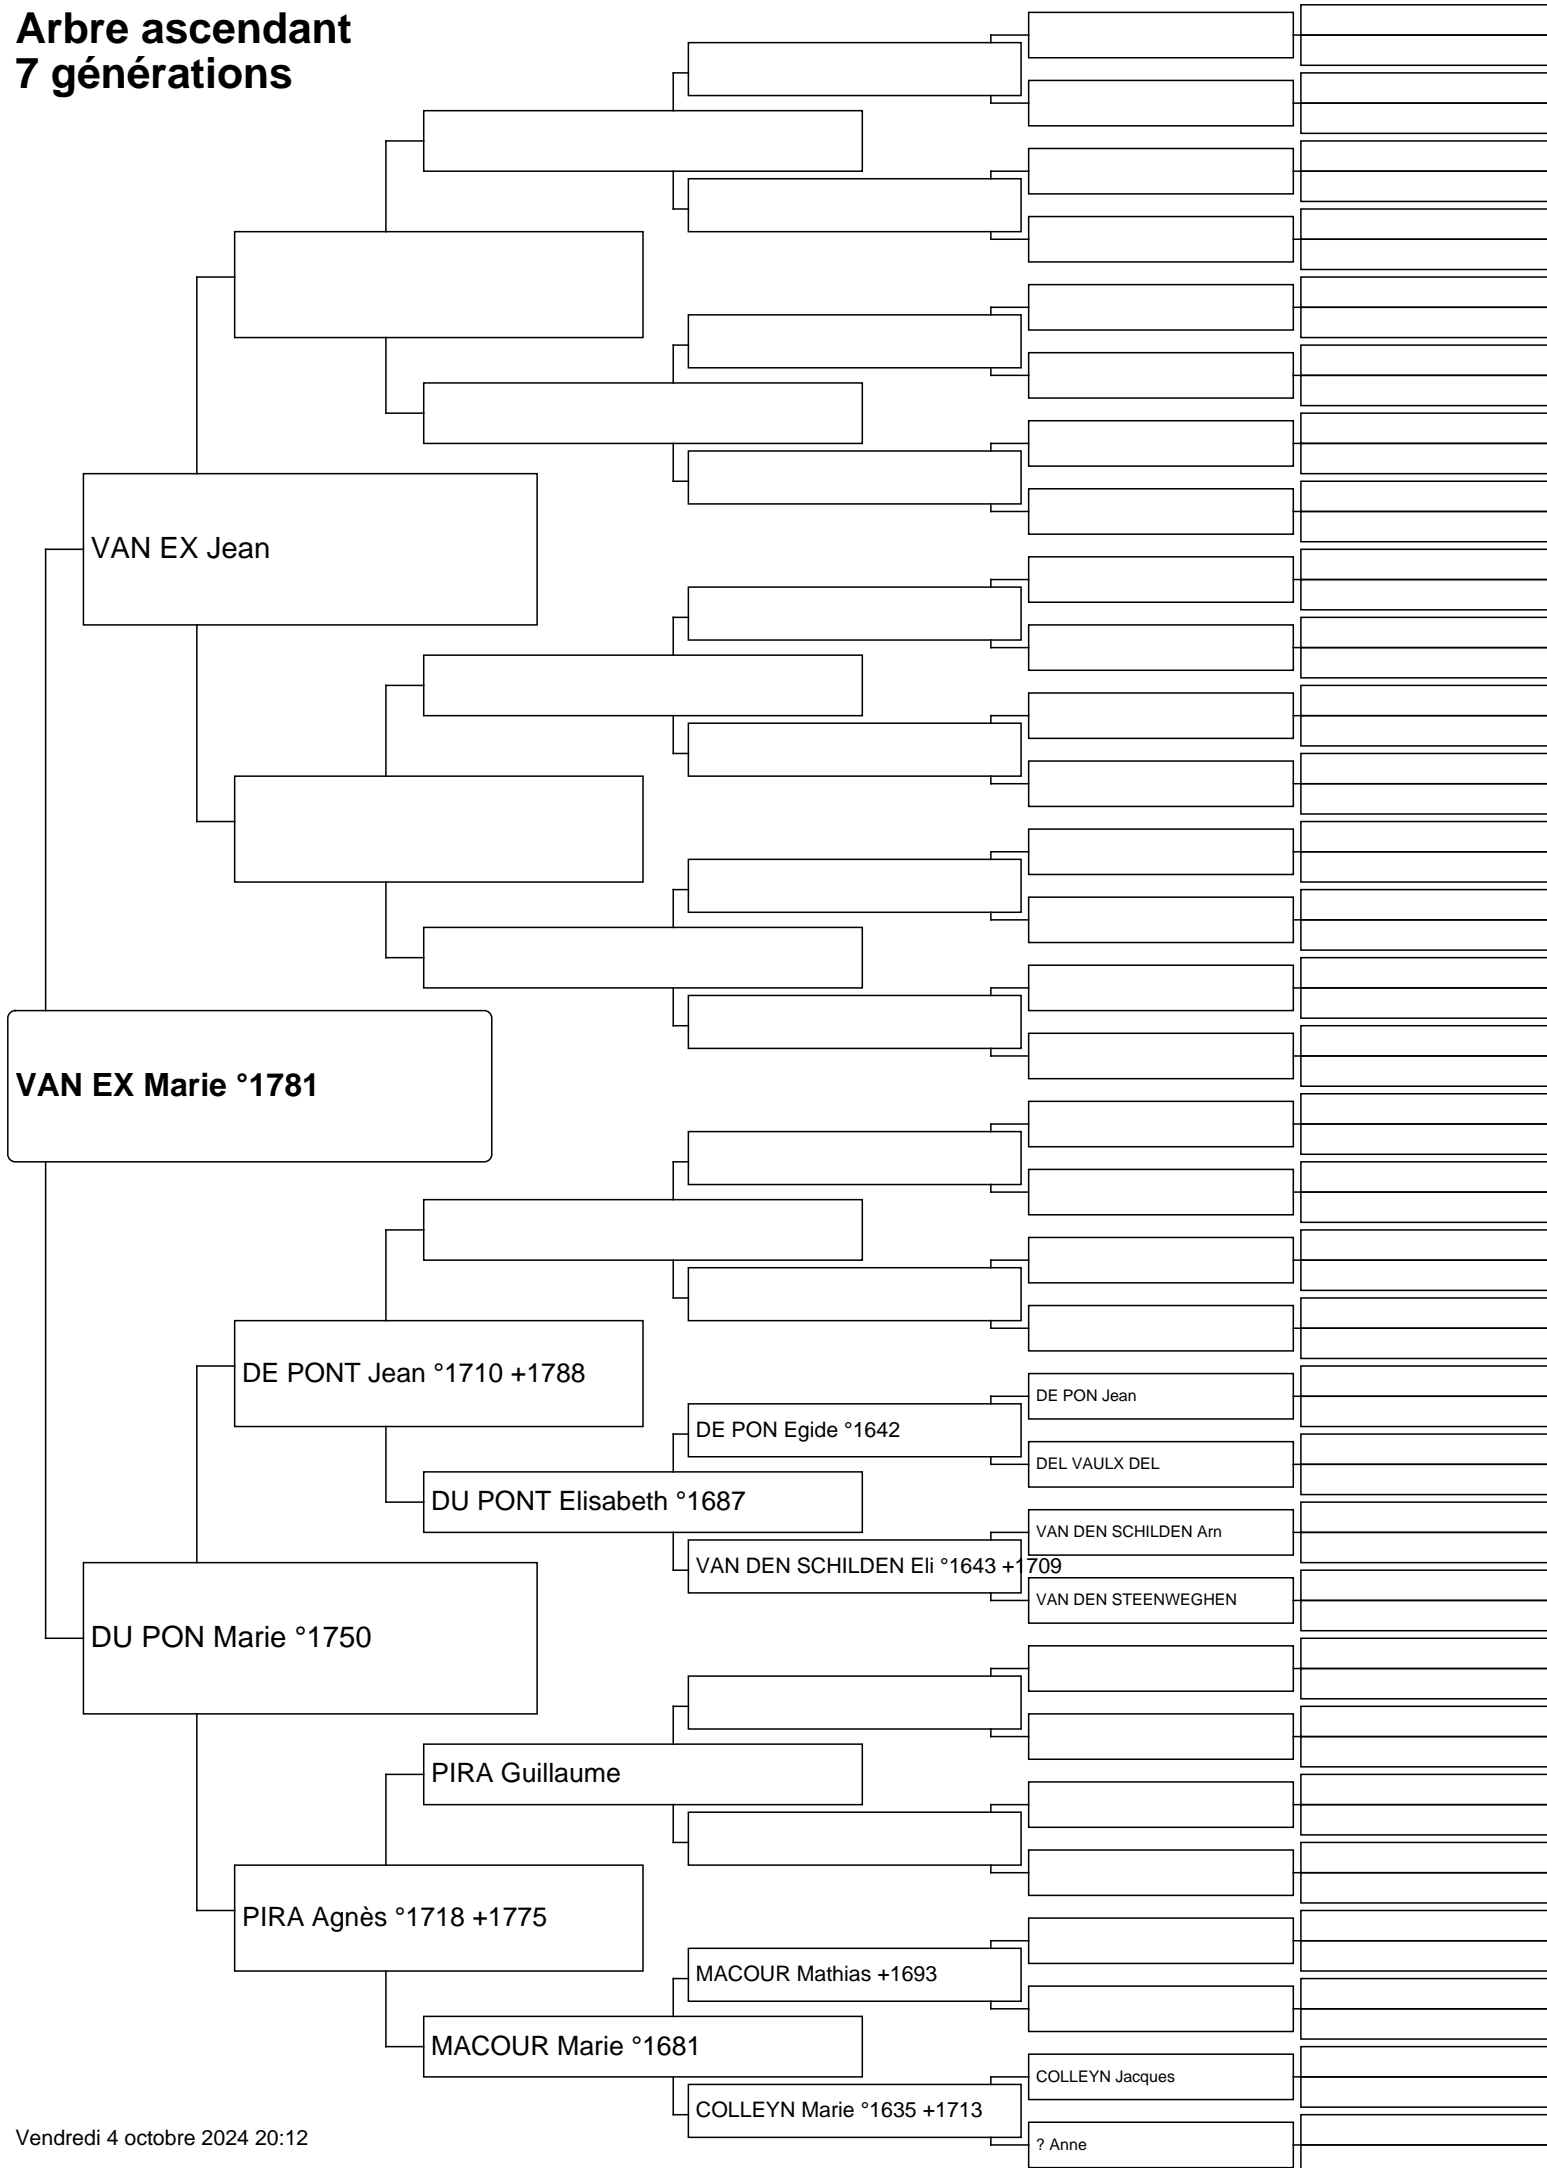 Arbre ascendant
7 générations
VAN EX Jean
VAN EX Marie °1781
DE PONT Jean °1710 +1788
DE PON Jean
DE PON Egide °1642
DEL VAULX DEL
DU PONT Elisabeth °1687
VAN DEN SCHILDEN Arn
VAN DEN SCHILDEN Eli °1643 +1709
VAN DEN STEENWEGHEN
DU PON Marie °1750
PIRA Guillaume
PIRA Agnès °1718 +1775
MACOUR Mathias +1693
MACOUR Marie °1681
COLLEYN Jacques
COLLEYN Marie °1635 +1713
? Anne
Vendredi 4 octobre 2024 20:12